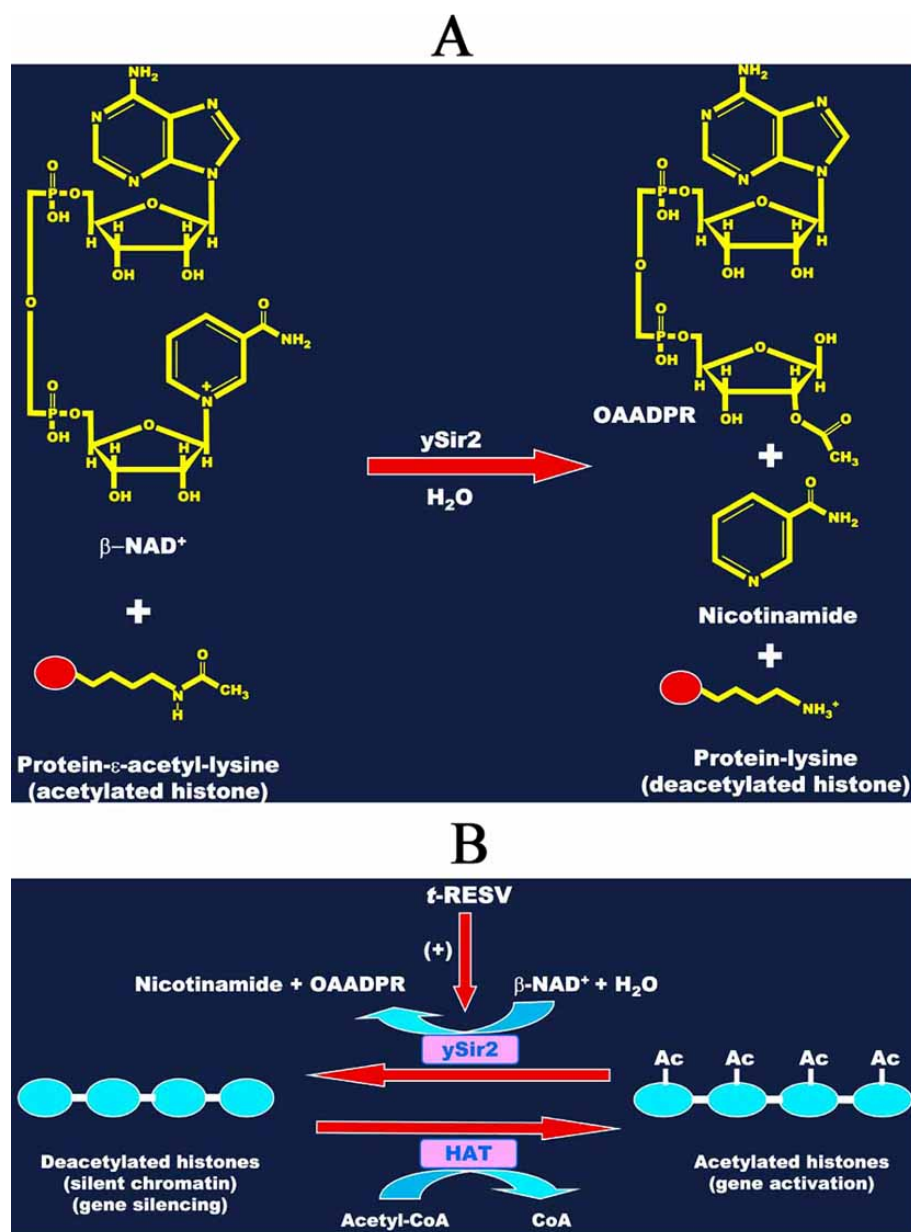 A
NH₂
N
N
N
N
O
P
O
OH
O
H
H
H
H
OH
OH
O
O
NH₂
N
+
O
P
O
OH
O
H
H
H
H
OH
OH
β–NAD⁺
+
O
N
H
CH₃
Protein-ε-acetyl-lysine
(acetylated histone)
ySir2
H₂O
NH₂
N
N
N
N
O
P
O
OH
O
H
H
H
H
OH
OH
O
O
P
O
OH
O
OH
H
H
H
H
OH
O
O
CH₃
OAADPR
+
O
NH₂
N
Nicotinamide
+
NH₃⁺
Protein-lysine
(deacetylated histone)
B
t-RESV
(+)
Nicotinamide + OAADPR
β-NAD⁺ + H₂O
ySir2
Ac Ac Ac Ac
HAT
Deacetylated histones
(silent chromatin)
(gene silencing)
Acetylated histones
(gene activation)
Acetyl-CoA
CoA